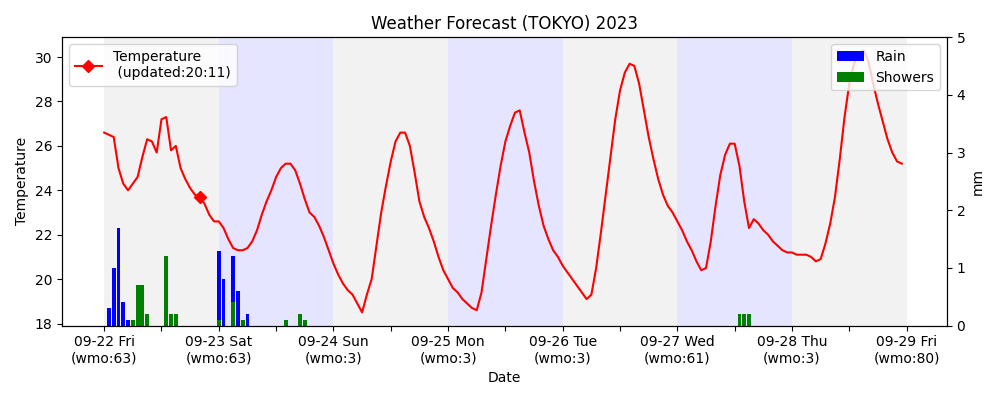 Weather Forecast (TOKYO) 2023
Temperature
(updated:20:11)
Rain
Showers
Temperature
30
28
26
24
22
20
18
5
4
3
2
1
0
mm
09-22 Fri
(wmo:63)
09-23 Sat
(wmo:63)
09-24 Sun
(wmo:3)
09-25 Mon
(wmo:3)
09-26 Tue
(wmo:3)
09-27 Wed
(wmo:61)
09-28 Thu
(wmo:3)
09-29 Fri
(wmo:80)
Date